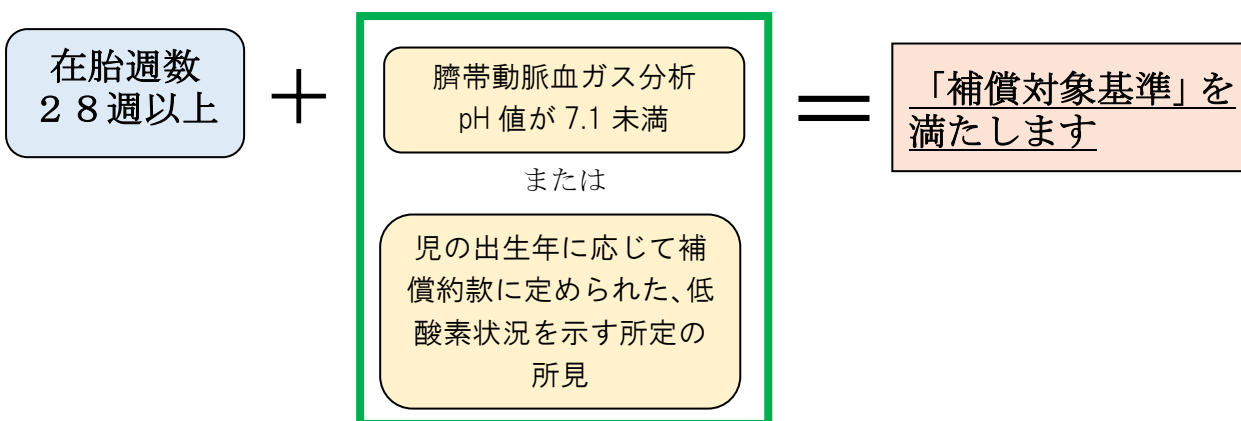 在胎週数
２８週以上
＋
臍帯動脈血ガス分析
pH 値が 7.1 未満
または
児の出生年に応じて補
償約款に定められた、低
酸素状況を示す所定の
所見
＝
「補償対象基準」を
満たします